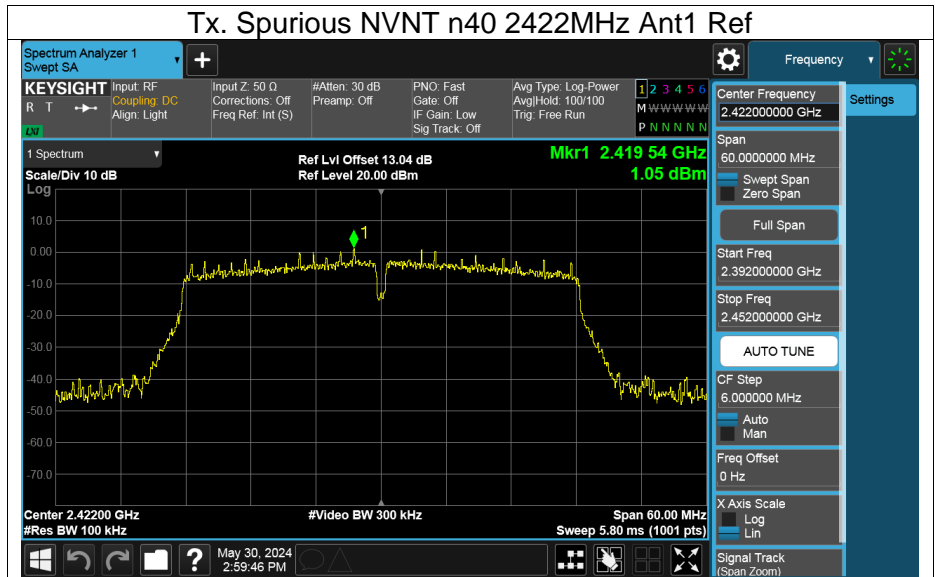 Tx. Spurious NVNT n40 2422MHz Ant1 Ref
Spectrum Analyzer 1
Swept SA
+
Frequency
KEYSIGHT
R T
LXI
Input: RF
Coupling: DC
Align: Light
Input Z: 50 Ω
Corrections: Off
Freq Ref: Int (S)
#Atten: 30 dB
Preamp: Off
PNO: Fast
Gate: Off
IF Gain: Low
Sig Track: Off
Avg Type: Log-Power
Avg|Hold: 100/100
Trig: Free Run
1 2 3 4 5 6
M W W W W W
P N N N N N
Center Frequency
2.422000000 GHz
Settings
1 Spectrum
Scale/Div 10 dB
Ref Lvl Offset 13.04 dB
Ref Level 20.00 dBm
Mkr1 2.419 54 GHz
1.05 dBm
Span
60.0000000 MHz
Swept Span
Zero Span
Full Span
Start Freq
2.392000000 GHz
Stop Freq
2.452000000 GHz
AUTO TUNE
CF Step
6.000000 MHz
Auto
Man
Freq Offset
0 Hz
X Axis Scale
Log
Lin
Signal Track
(Span Zoom)
Log
10.0
0.00
-10.0
-20.0
-30.0
-40.0
-50.0
-60.0
-70.0
1
Center 2.42200 GHz
#Res BW 100 kHz
#Video BW 300 kHz
Span 60.00 MHz
Sweep 5.80 ms (1001 pts)
?
May 30, 2024
2:59:46 PM